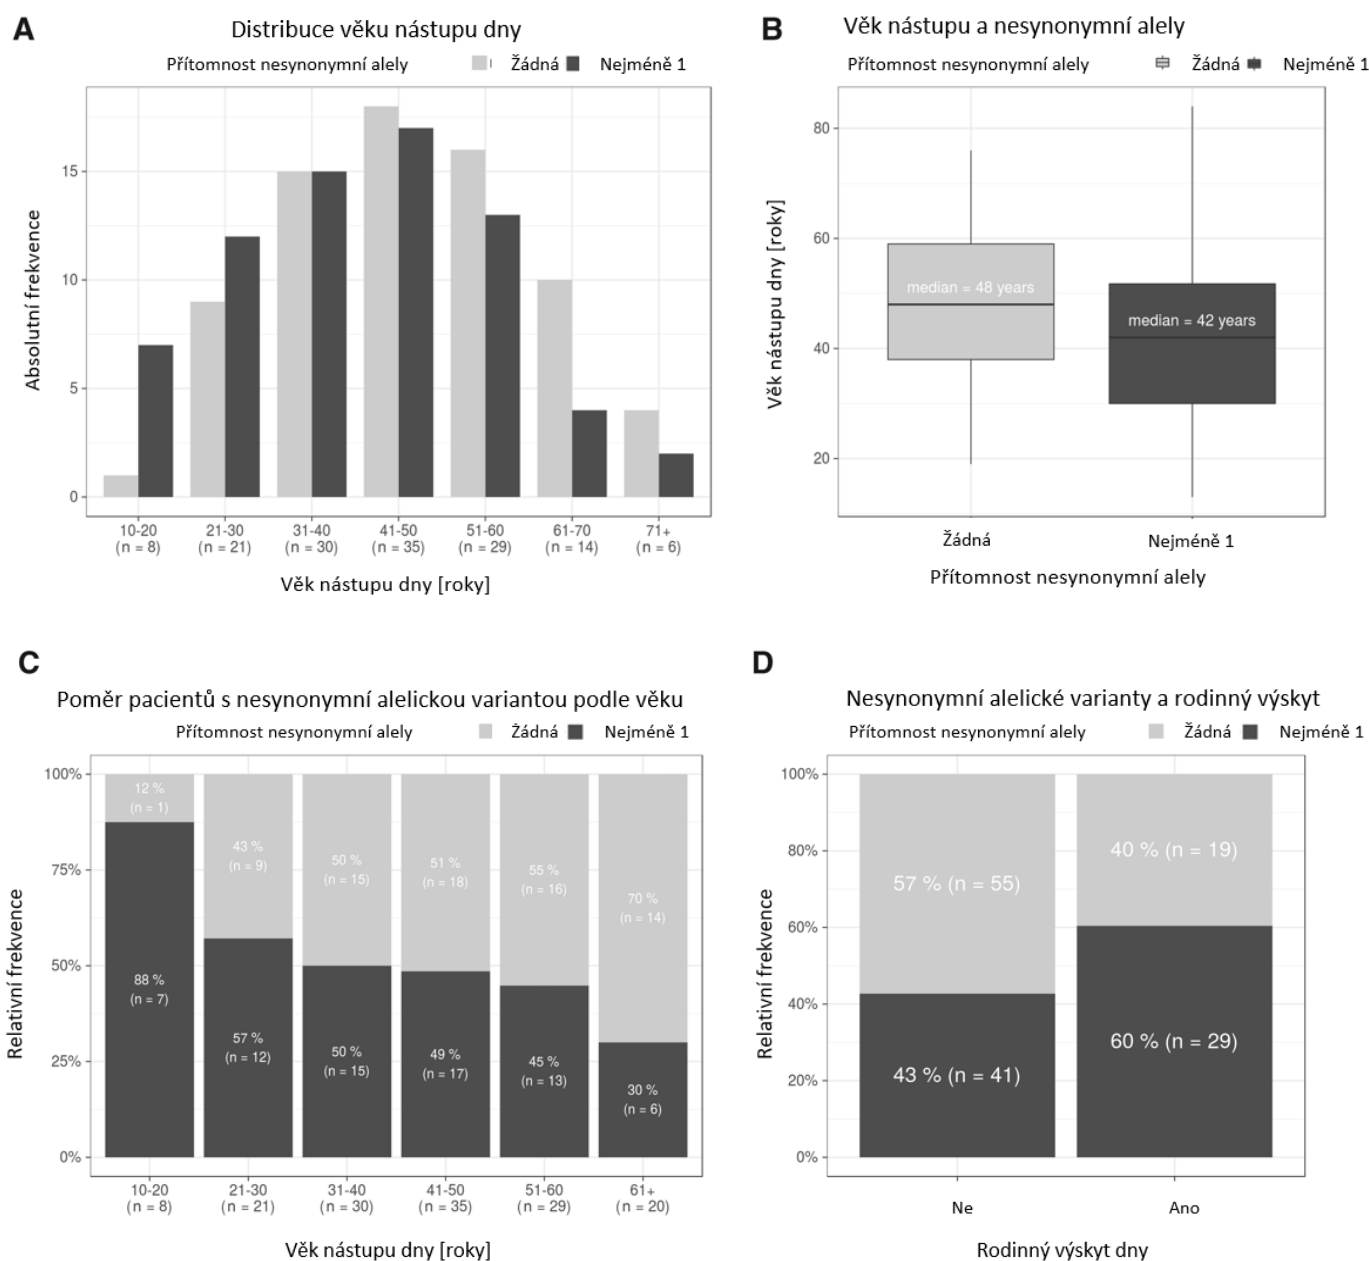 A
Distribuce věku nástupu dny
Přítomnost nesynonymní alely Žádná Nejméně 1
Absolutní frekvence
15
10
5
0
10-20 21-30 31-40 41-50 51-60 61-70 71+
(n = 8) (n = 21) (n = 30) (n = 35) (n = 29) (n = 14) (n = 6)
Věk nástupu dny [roky]
B
Věk nástupu a nesynonymní alely
Přítomnost nesynonymní alely Žádná Nejméně 1
Věk nástupu dny [roky]
80
60
40
20
median = 48 years
median = 42 years
Žádná Nejméně 1
Přítomnost nesynonymní alely
C
Poměr pacientů s nesynonymní alelickou variantou podle věku
Přítomnost nesynonymní alely Žádná Nejméně 1
Relativní frekvence
100%
75%
50%
25%
0%
12 %
(n = 1)
88 %
(n = 7)
43 %
(n = 9)
57 %
(n = 12)
50 %
(n = 15)
50 %
(n = 15)
51 %
(n = 18)
49 %
(n = 17)
55 %
(n = 16)
45 %
(n = 13)
70 %
(n = 14)
30 %
(n = 6)
10-20 21-30 31-40 41-50 51-60 61+
(n = 8) (n = 21) (n = 30) (n = 35) (n = 29) (n = 20)
Věk nástupu dny [roky]
D
Nesynonymní alelické varianty a rodinný výskyt
Přítomnost nesynonymní alely Žádná Nejméně 1
Relativní frekvence
100%
80%
60%
40%
20%
0%
57 % (n = 55)
43 % (n = 41)
40 % (n = 19)
60 % (n = 29)
Ne Ano
Rodinný výskyt dny